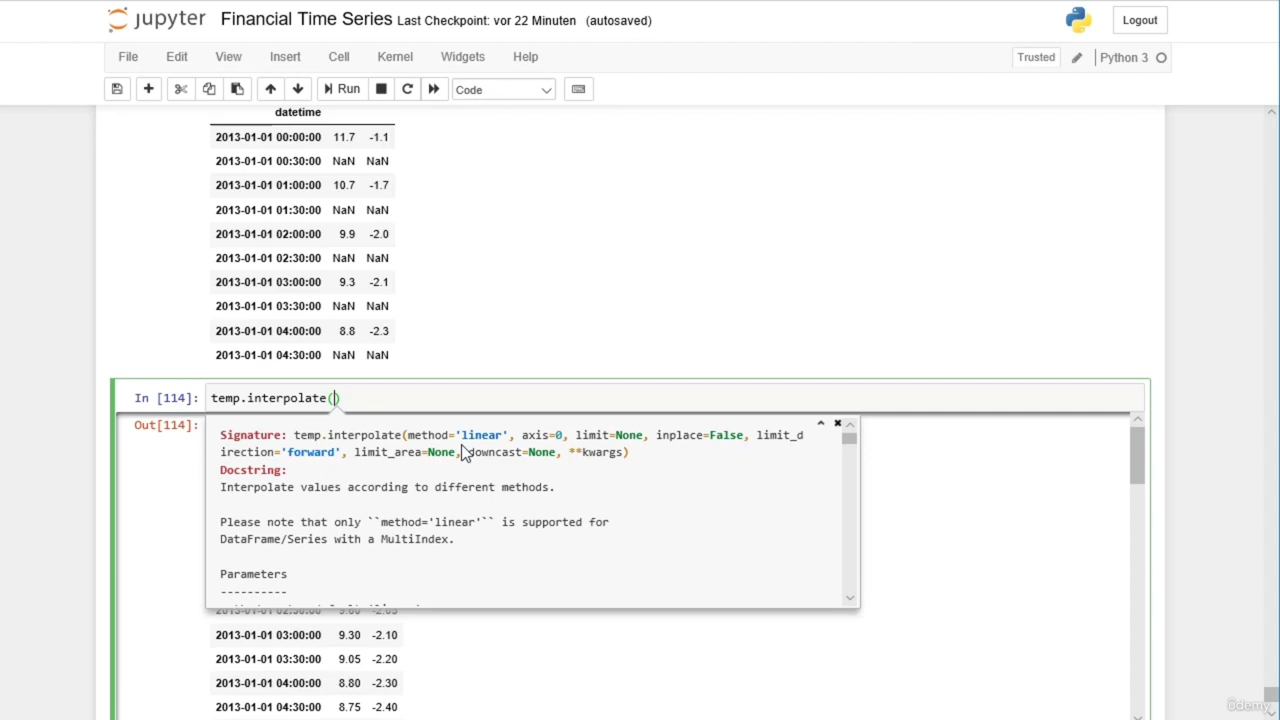 jupyter Financial Time Series Last Checkpoint: vor 22 Minuten (autosaved)
Logout
File Edit View Insert Cell Kernel Widgets Help
Trusted Python 3
Run Code
datetime
2013-01-01 00:00:00 11.7 -1.1
2013-01-01 00:30:00 NaN NaN
2013-01-01 01:00:00 10.7 -1.7
2013-01-01 01:30:00 NaN NaN
2013-01-01 02:00:00 9.9 -2.0
2013-01-01 02:30:00 NaN NaN
2013-01-01 03:00:00 9.3 -2.1
2013-01-01 03:30:00 NaN NaN
2013-01-01 04:00:00 8.8 -2.3
2013-01-01 04:30:00 NaN NaN
In [114]: temp.interpolate()
Out[114]:
Signature: temp.interpolate(method='linear', axis=0, limit=None, inplace=False, limit_d
irection='forward', limit_area=None, downcast=None, **kwargs)
Docstring:
Interpolate values according to different methods.
Please note that only ``method='linear'`` is supported for
DataFrame/Series with a MultiIndex.
Parameters
----------
2013-01-01 03:00:00 9.30 -2.10
2013-01-01 03:30:00 9.05 -2.20
2013-01-01 04:00:00 8.80 -2.30
2013-01-01 04:30:00 8.75 -2.40
ûdemy